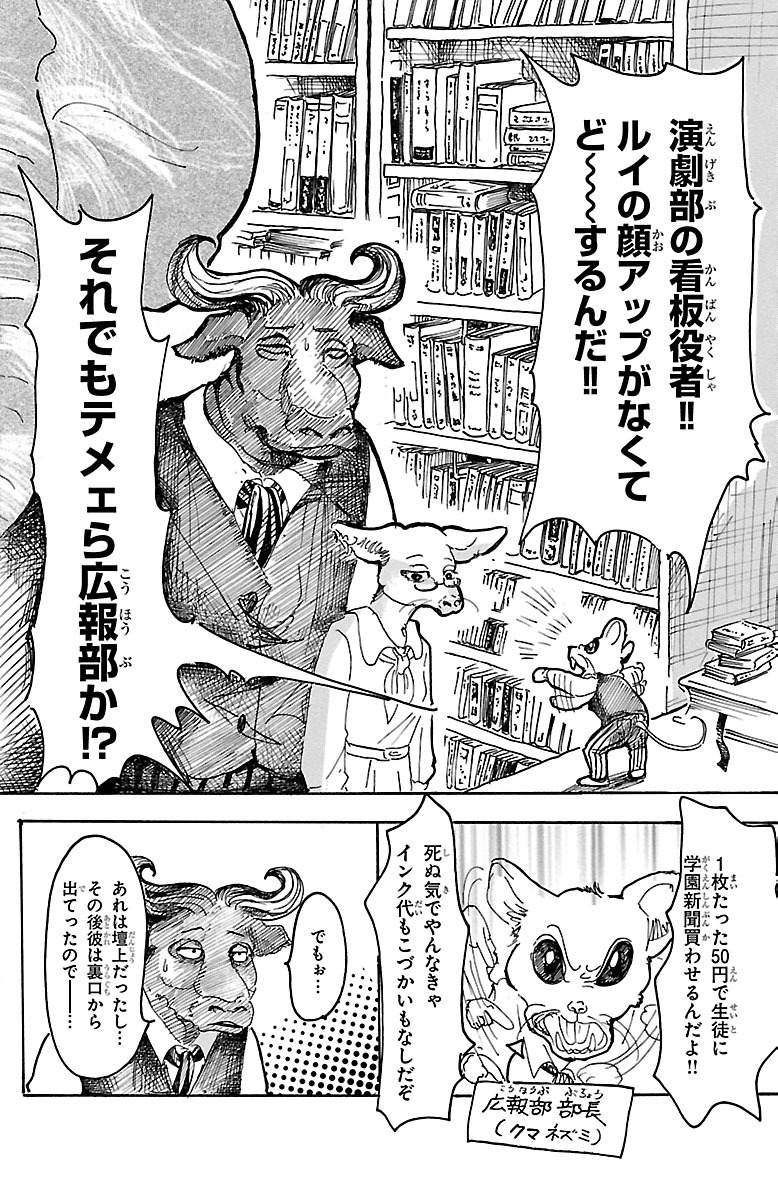 演劇部の看板役者!!
ルイの顔アップがなくて
ど〜〜〜するんだ!!
それでもテメェら広報部か!?
1枚たった50円で生徒に
学園新聞買わせるんだよ!!
広報部 部長
(クマネズミ)
死ぬ気でやんなきゃ
インク代もこづかいもなしだぞ
でもぉ…
あれは壇上だったし…
その後彼は裏口から
出てったので――…